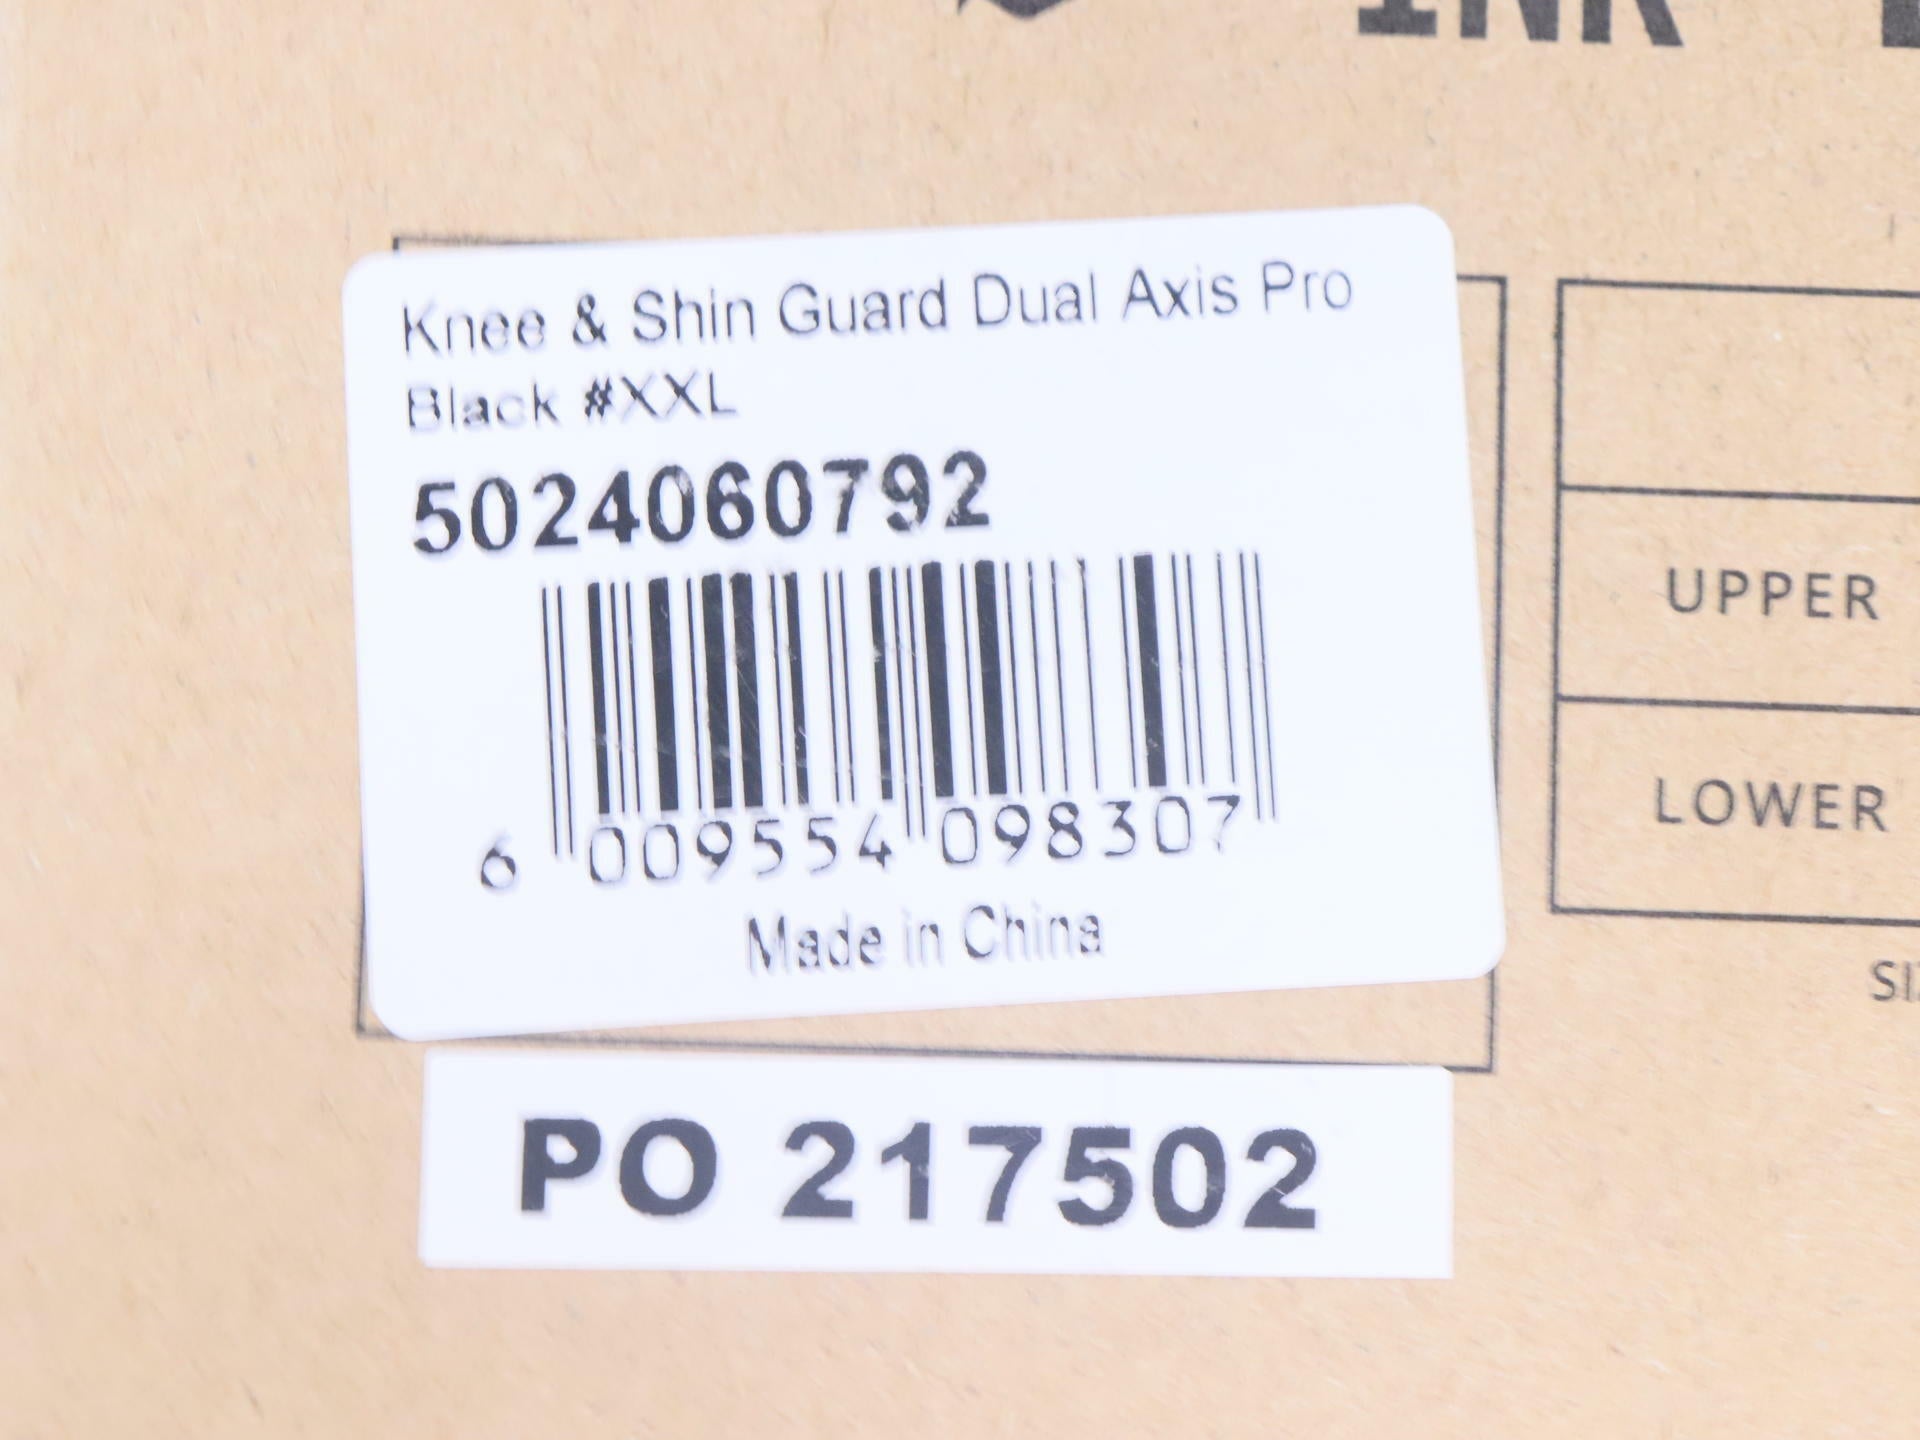 Knee & Shin Guard Dual Axis Pro
Black #XXL
5024060792
6 009554 098307
Made in China
PO 217502
UPPER
LOWER